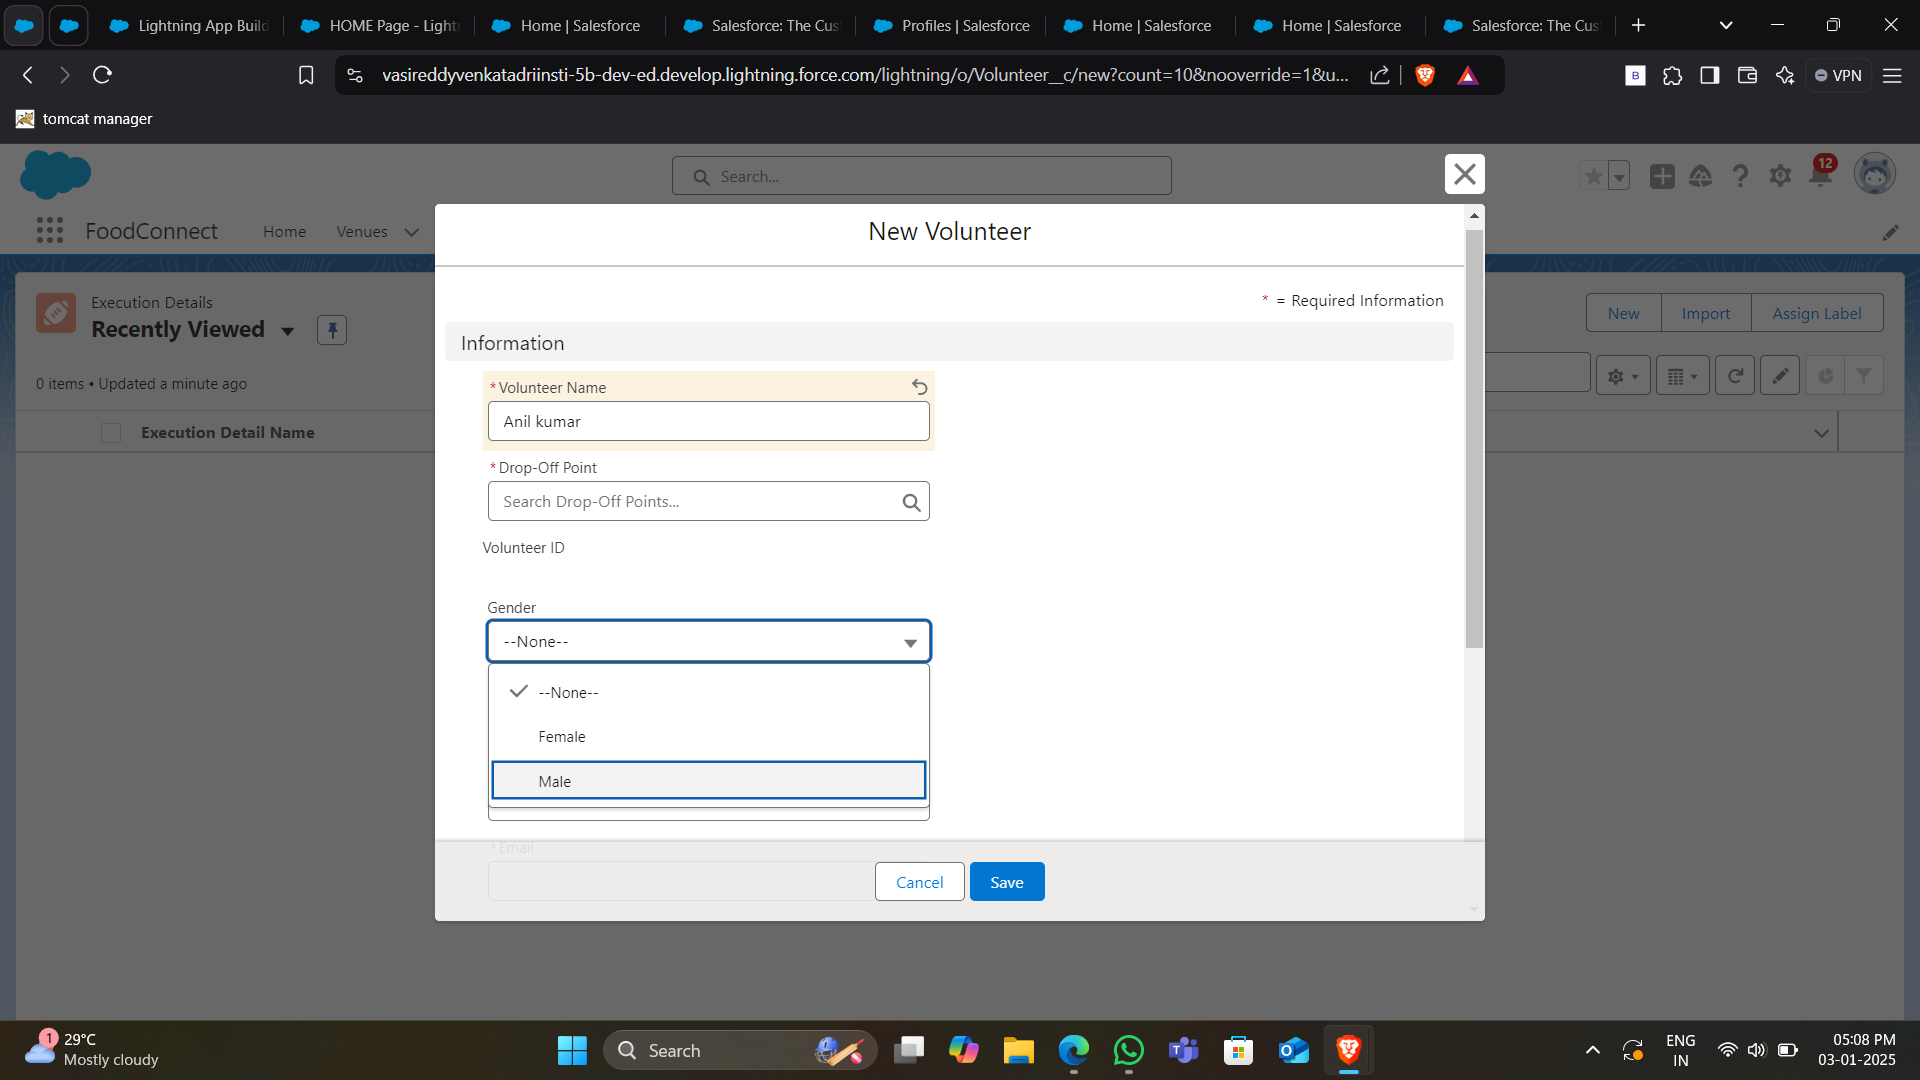 Lightning App Build
HOME Page - Light
Home | Salesforce
Salesforce: The Cus
Profiles | Salesforce
Home | Salesforce
Home | Salesforce
Salesforce: The Cus
vasireddyvenkatadriinsti-5b-dev-ed.develop.lightning.force.com/lightning/o/Volunteer__c/new?count=10&nooverride=1&u...
B
VPN
tomcat manager
Search...
12
FoodConnect
Home
Venues
New Volunteer
* = Required Information
Execution Details
Recently Viewed
New
Import
Assign Label
Information
0 items • Updated a minute ago
* Volunteer Name
Anil kumar
Execution Detail Name
* Drop-Off Point
Search Drop-Off Points...
Volunteer ID
Gender
--None--
--None--
Female
Male
* Email
Cancel
Save
1
29°C
Mostly cloudy
Search
ENG
IN
05:08 PM
03-01-2025